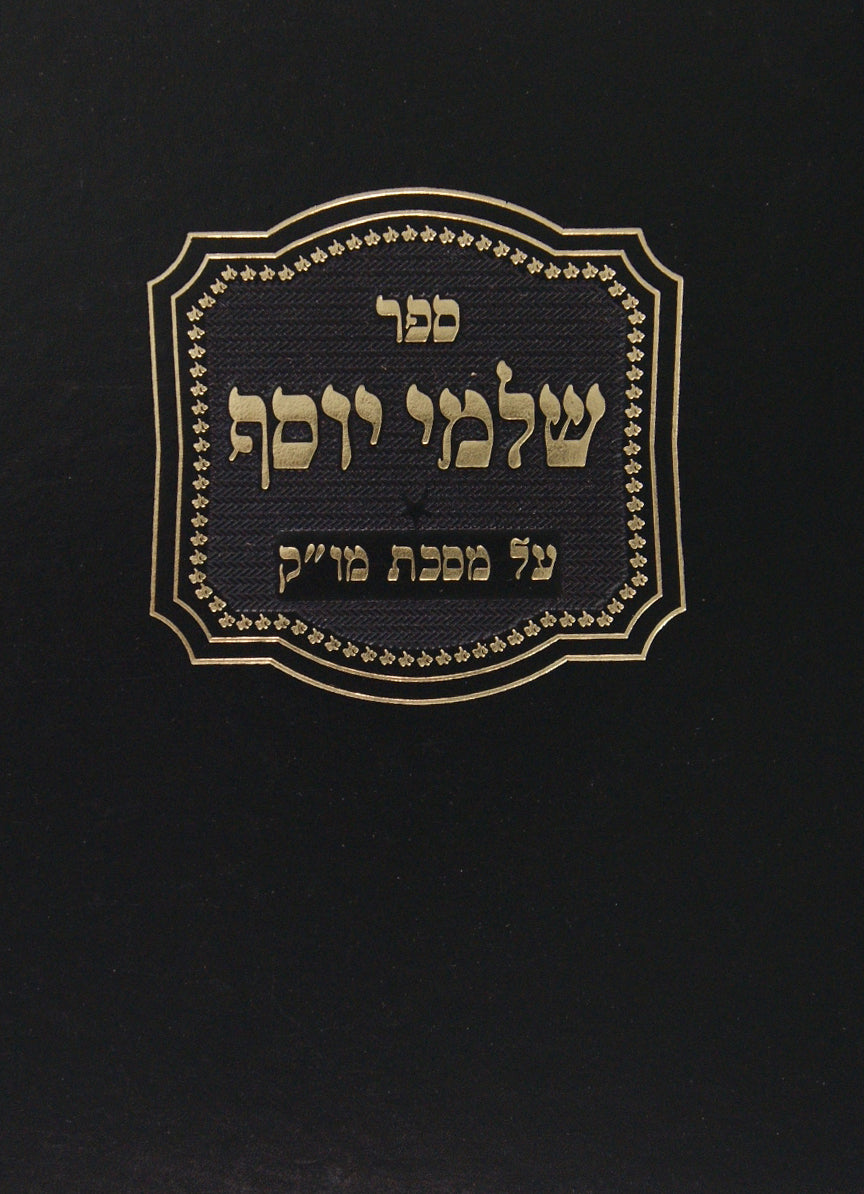 ספר
שלמי יוסף
על מסכת מו״ק